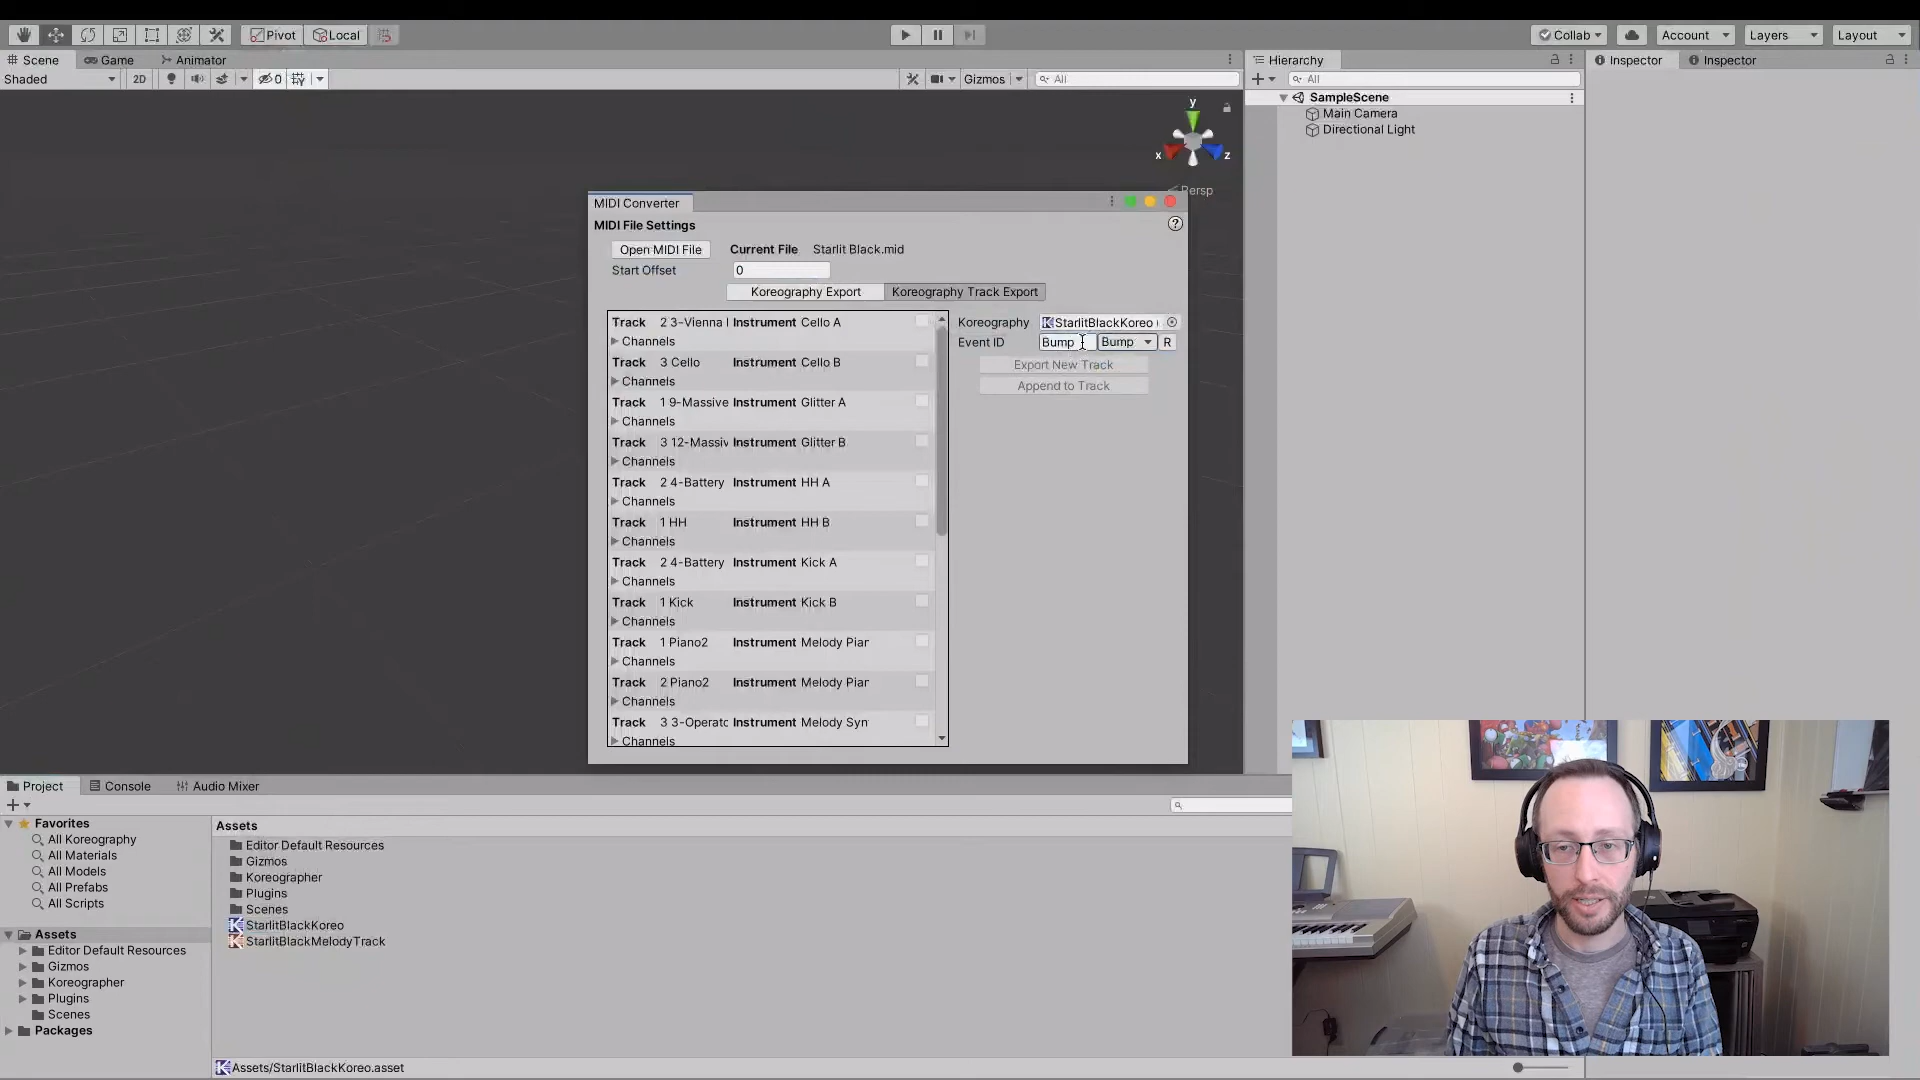 Pivot Local Collab Account Layers Layout
Scene Game Animator Hierarchy Inspector Inspector
Shaded 2D 0 Gizmos All All
SampleScene
Main Camera
Directional Light
y
x z
Persp
MIDI Converter
MIDI File Settings
Open MIDI File Current File Starlit Black.mid
Start Offset 0
Koreography Export Koreography Track Export
Track 2 3-Vienna Instrument Cello A
Channels
Track 3 Cello Instrument Cello B
Channels
Track 1 9-Massive Instrument Glitter A
Channels
Track 3 12-Massiv Instrument Glitter B
Channels
Track 2 4-Battery Instrument HH A
Channels
Track 1 HH Instrument HH B
Channels
Track 2 4-Battery Instrument Kick A
Channels
Track 1 Kick Instrument Kick B
Channels
Track 1 Piano2 Instrument Melody Piar
Channels
Track 2 Piano2 Instrument Melody Piar
Channels
Track 3 3-Operatc Instrument Melody Syn
Channels
Koreography StarlitBlackKoreo
Event ID Bump Bump R
Export New Track
Append to Track
Project Console Audio Mixer
Favorites
All Koreography
All Materials
All Models
All Prefabs
All Scripts
Assets
Editor Default Resources
Gizmos
Koreographer
Plugins
Scenes
Packages
Assets
Editor Default Resources
Gizmos
Koreographer
Plugins
Scenes
StarlitBlackKoreo
StarlitBlackMelodyTrack
Assets/StarlitBlackKoreo.asset